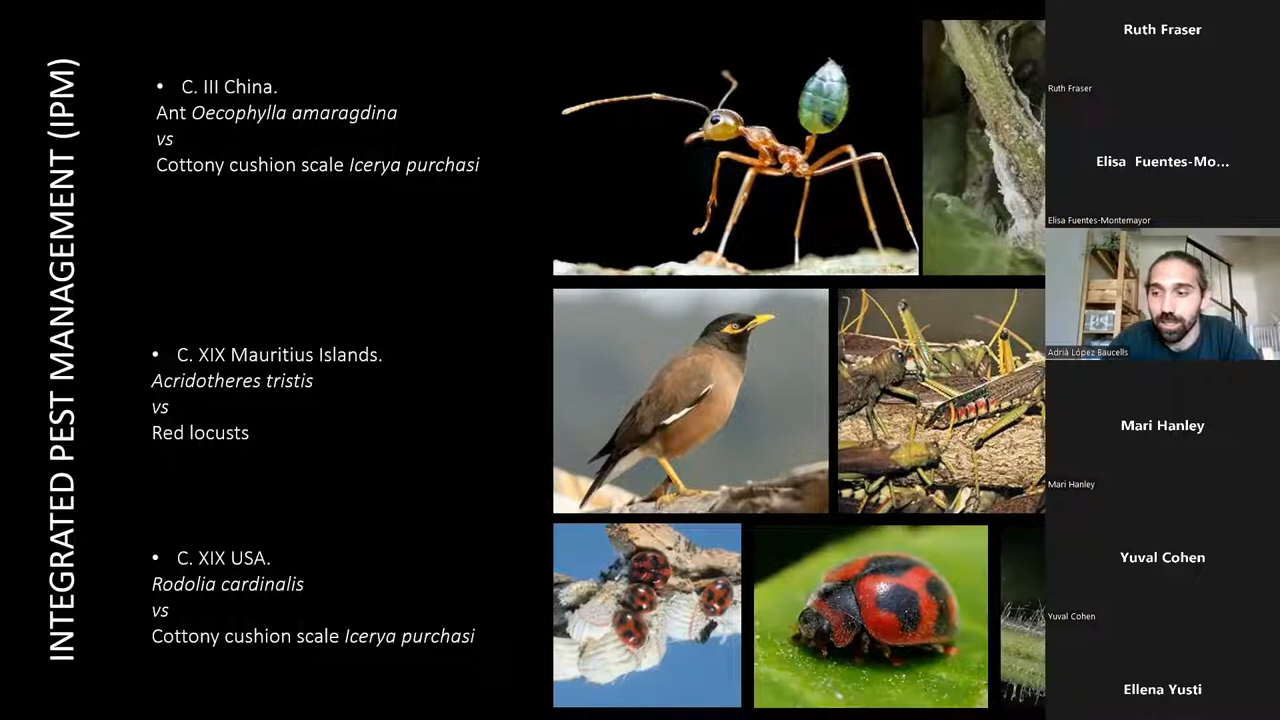 INTEGRATED PEST MANAGEMENT (IPM)
• C. III China.
Ant Oecophylla amaragdina
vs
Cottony cushion scale Icerya purchasi
• C. XIX Mauritius Islands.
Acridotheres tristis
vs
Red locusts
• C. XIX USA.
Rodolia cardinalis
vs
Cottony cushion scale Icerya purchasi
Ruth Fraser
Ruth Fraser
Elisa Fuentes-Mo...
Elisa Fuentes-Montemayor
Adrià López Baucells
Mari Hanley
Mari Hanley
Yuval Cohen
Yuval Cohen
Ellena Yusti